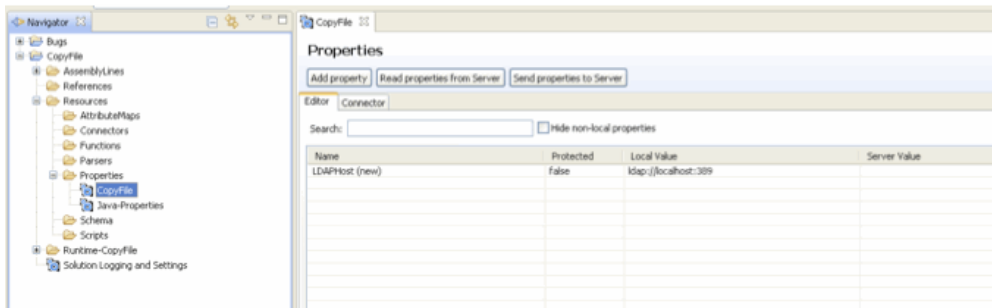 Navigator
Bugs
CopyFile
AssemblyLines
References
Resources
AttributeMaps
Connectors
Functions
Parsers
Properties
CopyFile
Java-Properties
Schema
Scripts
Runtime-CopyFile
Solution Logging and Settings
CopyFile
Properties
Add property Read properties from Server Send properties to Server
Editor Connector
Search: Hide non-local properties
Name Protected Local Value Server Value
LDAPHost (new) false ldap://localhost:389